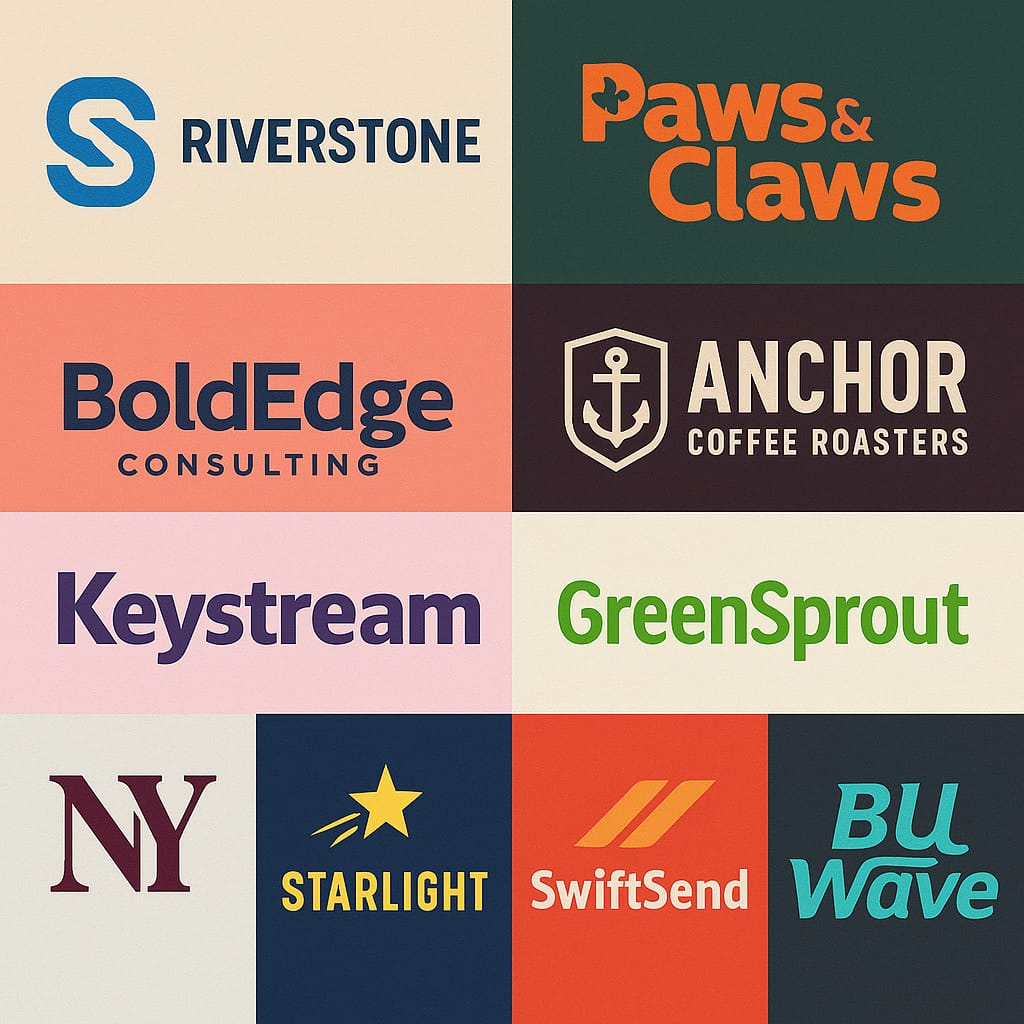 S RIVERSTONE
Paws &
Claws
BoldEdge
CONSULTING
ANCHOR
COFFEE ROASTERS
Keystream
GreenSprout
NY
STARLIGHT
SwiftSend
BU
Wave